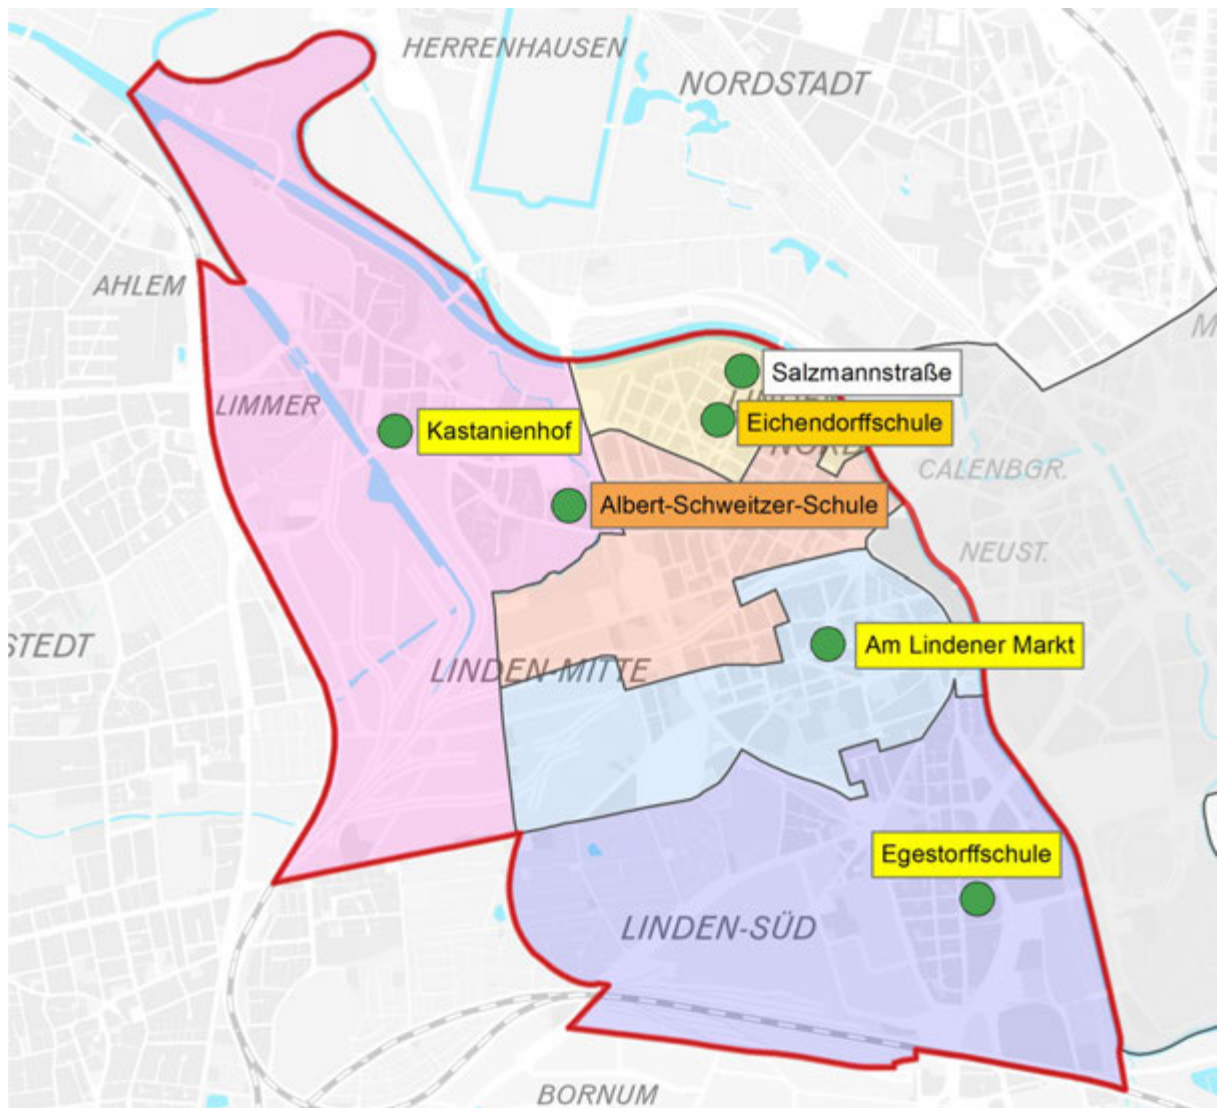 HERRENHAUSEN
NORDSTADT
AHLEM
M
Salzmannstraße
LIMMER
Kastanienhof
Eichendorffschule
NORD
CALENBGR.
Albert-Schweitzer-Schule
NEUST.
STEDT
Am Lindener Markt
LINDEN-MITTE
Egestorffschule
LINDEN-SÜD
BORNUM